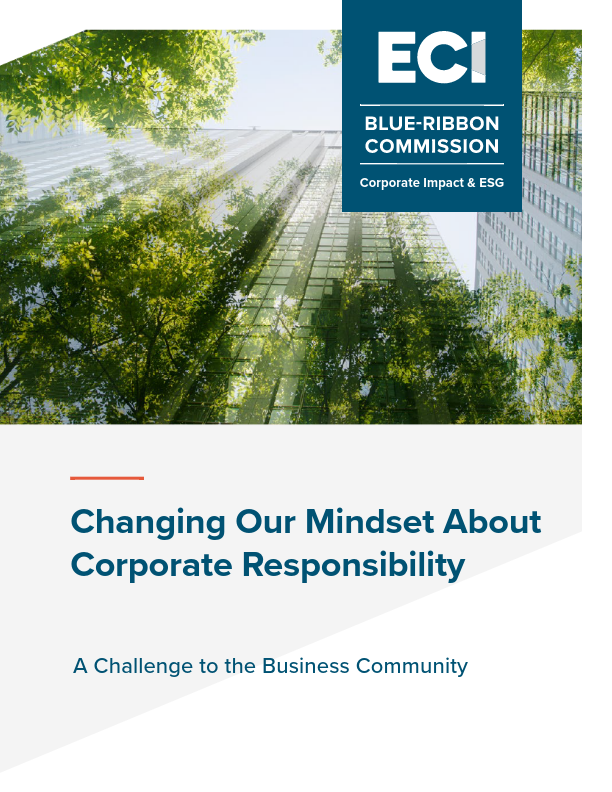 ECI
BLUE-RIBBON
COMMISSION
Corporate Impact & ESG
Changing Our Mindset About
Corporate Responsibility
A Challenge to the Business Community